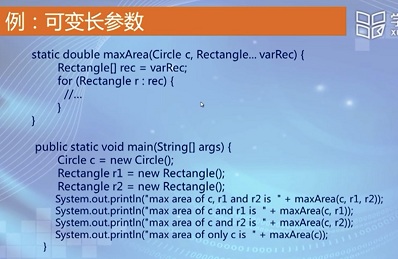 例：可变长参数
学
x
static double maxArea(Circle c, Rectangle... varRec) {
Rectangle[] rec = varRec;
for (Rectangle r : rec) {
//...
}
}
public static void main(String[] args) {
Circle c = new Circle();
Rectangle r1 = new Rectangle();
Rectangle r2 = new Rectangle();
System.out.println("max area of c, r1 and r2 is " + maxArea(c, r1, r2));
System.out.println("max area of c and r1 is " + maxArea(c, r1));
System.out.println("max area of c and r2 is " + maxArea(c, r2));
System.out.println("max area of only c is " + maxArea(c));
}